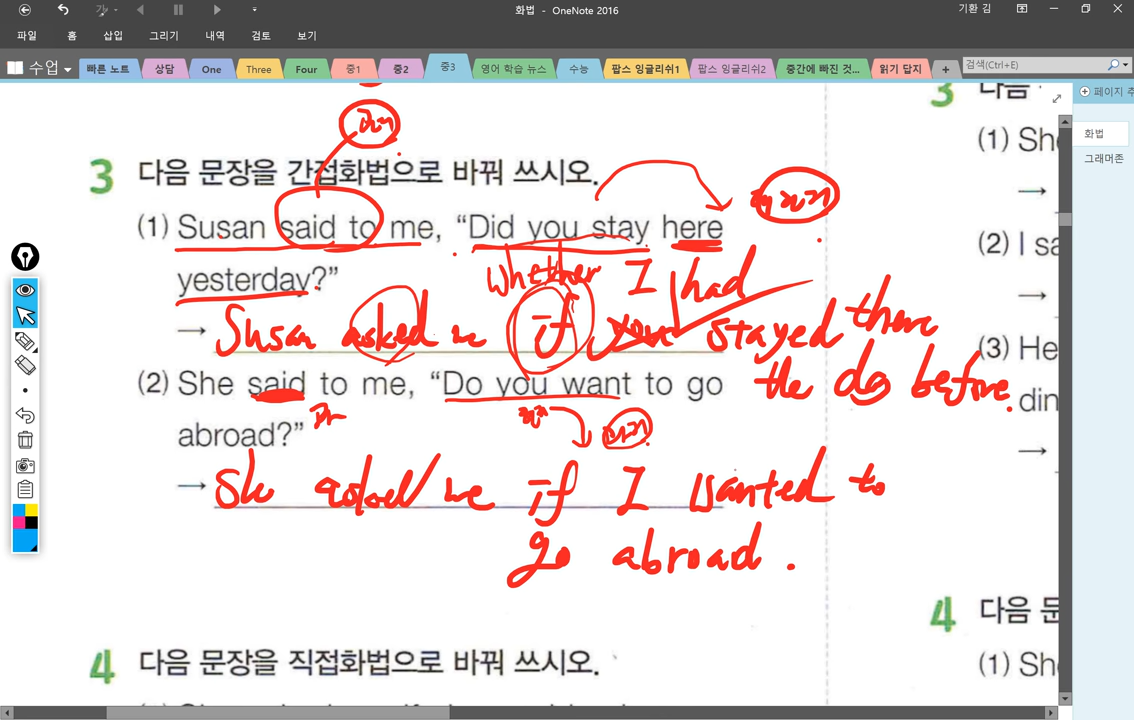 화법 - OneNote 2016
기환 김
파일 홈 삽입 그리기 내역 검토 보기
수업 빠른 노트 상담 One Three Four 중1 중2 중3 영어 학습 뉴스 수능 팝스 잉글리쉬1 팝스 잉글리쉬2 중간에 빠진 것... 읽기 답지 +
검색(Ctrl+E)
페이지 추
화법
그래머존
과거
3 다음 문장을 간접화법으로 바꿔 쓰시오.
(1) Susan said to me, “Did you stay here
yesterday?”
whether I had
→ Susan asked me if you stayed there
the day before.
(2) She said to me, “Do you want to go
abroad?”
→ She asked me if I wanted to
go abroad.
4 다음 문장을 직접화법으로 바꿔 쓰시오.
3 다음
(1) She
→
(2) I sa
→
(3) He
din
→
4 다음 문
(1) Sh